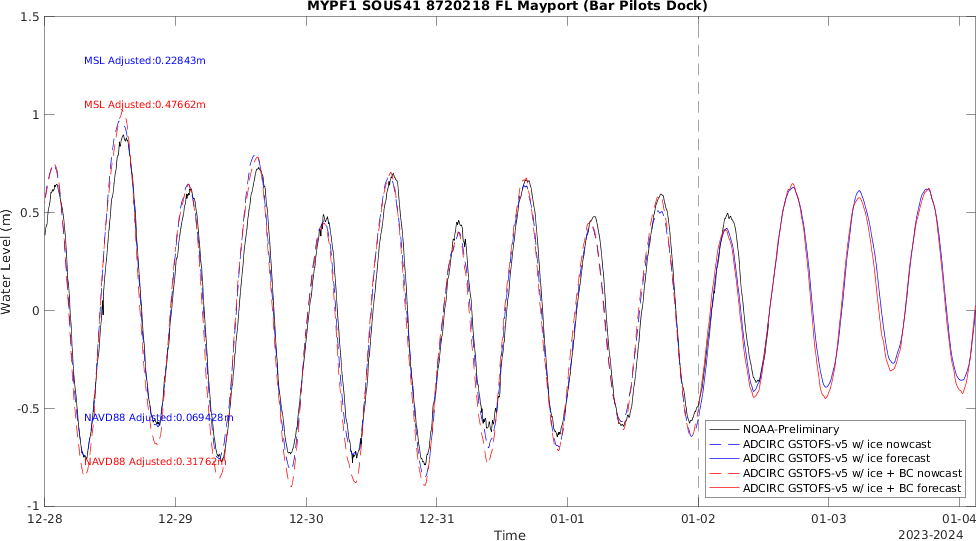 MYPF1 SOUS41 8720218 FL Mayport (Bar Pilots Dock)
1.5
1
0.5
0
-0.5
-1
Water Level (m)
MSL Adjusted:0.22843m
MSL Adjusted:0.47662m
NAVD88 Adjusted:0.069428m
NAVD88 Adjusted:0.31762m
NOAA-Preliminary
ADCIRC GSTOFS-v5 w/ ice nowcast
ADCIRC GSTOFS-v5 w/ ice forecast
ADCIRC GSTOFS-v5 w/ ice + BC nowcast
ADCIRC GSTOFS-v5 w/ ice + BC forecast
12-28 12-29 12-30 12-31 01-01 01-02 01-03 01-04
Time
2023-2024